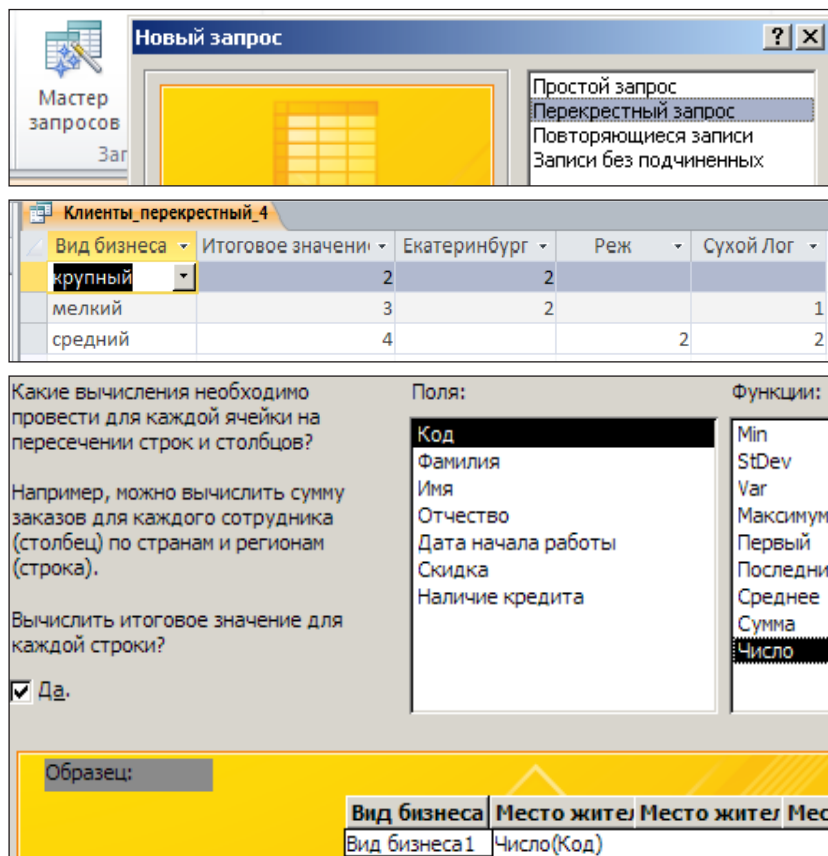 Новый запрос
Мастер
запросов
Заг
Простой запрос
Перекрестный запрос
Повторяющиеся записи
Записи без подчиненных
Клиенты_перекрестный_4
Вид бизнеса Итоговое значени Екатеринбург Реж Сухой Лог
крупный 2 2
мелкий 3 2 1
средний 4 2 2
Какие вычисления необходимо
провести для каждой ячейки на
пересечении строк и столбцов?
Например, можно вычислить сумму
заказов для каждого сотрудника
(столбец) по странам и регионам
(строка).
Вычислить итоговое значение для
каждой строки?
Да.
Поля:
Код
Фамилия
Имя
Отчество
Дата начала работы
Скидка
Наличие кредита
Функции:
Min
StDev
Var
Максимум
Первый
Последни
Среднее
Сумма
Число
Образец:
Вид бизнеса Место жител Место жител Мес
Вид бизнеса1 Число(Код)